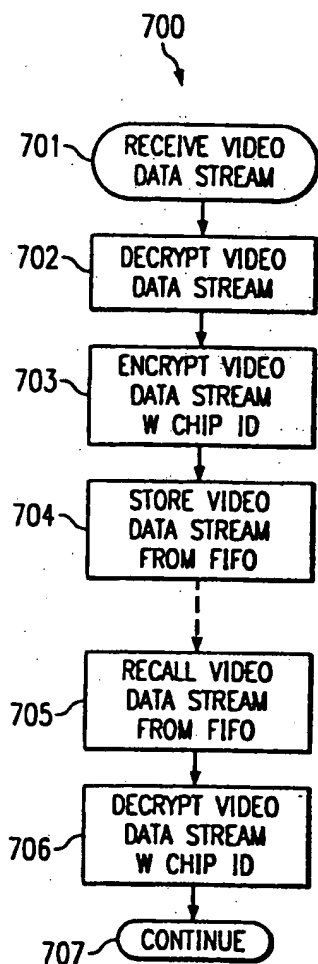 700
701
RECEIVE VIDEO
DATA STREAM
702
DECRYPT VIDEO
DATA STREAM
703
ENCRYPT VIDEO
DATA STREAM
W CHIP ID
704
STORE VIDEO
DATA STREAM
FROM FIFO
705
RECALL VIDEO
DATA STREAM
FROM FIFO
706
DECRYPT VIDEO
DATA STREAM
W CHIP ID
707
CONTINUE